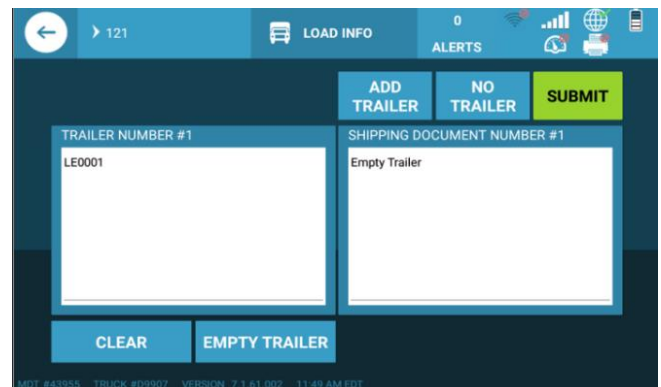 121
LOAD INFO
0
ALERTS
ADD
TRAILER
NO
TRAILER
SUBMIT
TRAILER NUMBER #1
SHIPPING DOCUMENT NUMBER #1
LE0001
Empty Trailer
CLEAR
EMPTY TRAILER
MDT #43955 TRUCK #D9907 VERSION 7.1.61.002 11:49 AM EDT